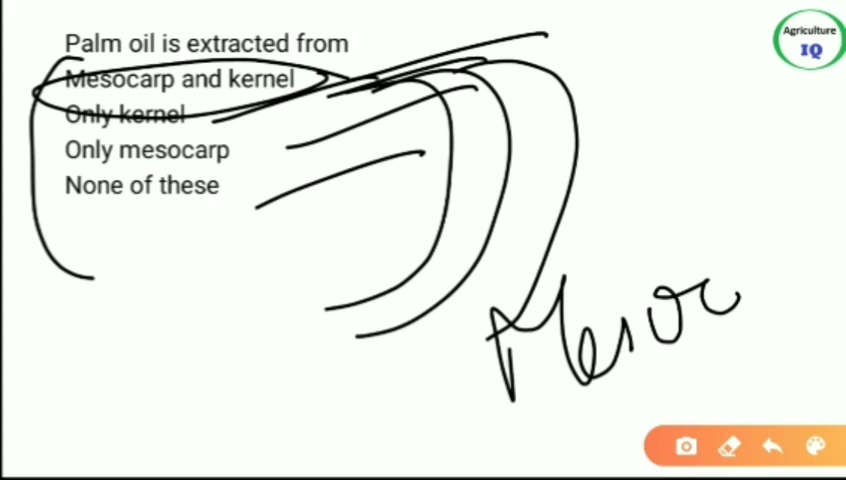 Palm oil is extracted from
Mesocarp and kernel
Only kernel
Only mesocarp
None of these
Agriculture
IQ